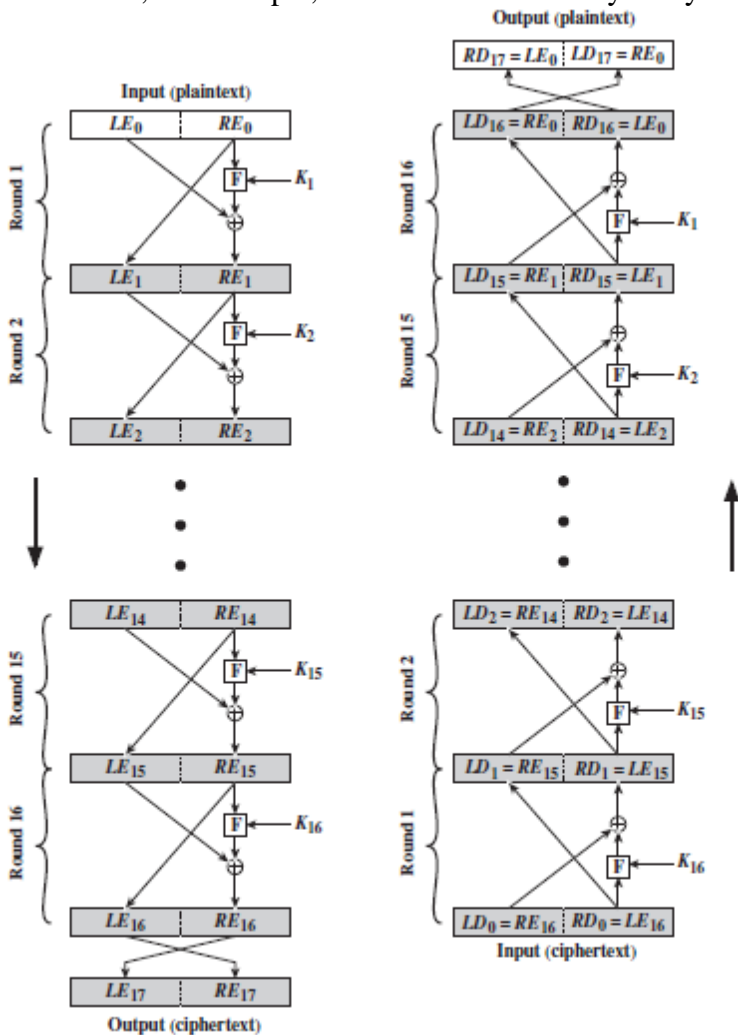 Output (plaintext)
RD17 = LE0 LD17 = RE0
Input (plaintext)
LE0 RE0
F
K1
Round 1
LE1 RE1
F
K2
Round 2
LE2 RE2
LE14 RE14
F
K15
Round 15
LE15 RE15
F
K16
Round 16
LE16 RE16
LE17 RE17
Output (ciphertext)
LD16 = RE0 RD16 = LE0
Round 16
F
K1
LD15 = RE1 RD15 = LE1
Round 15
F
K2
LD14 = RE2 RD14 = LE2
LD2 = RE14 RD2 = LE14
Round 2
F
K15
LD1 = RE15 RD1 = LE15
Round 1
F
K16
LD0 = RE16 RD0 = LE16
Input (ciphertext)